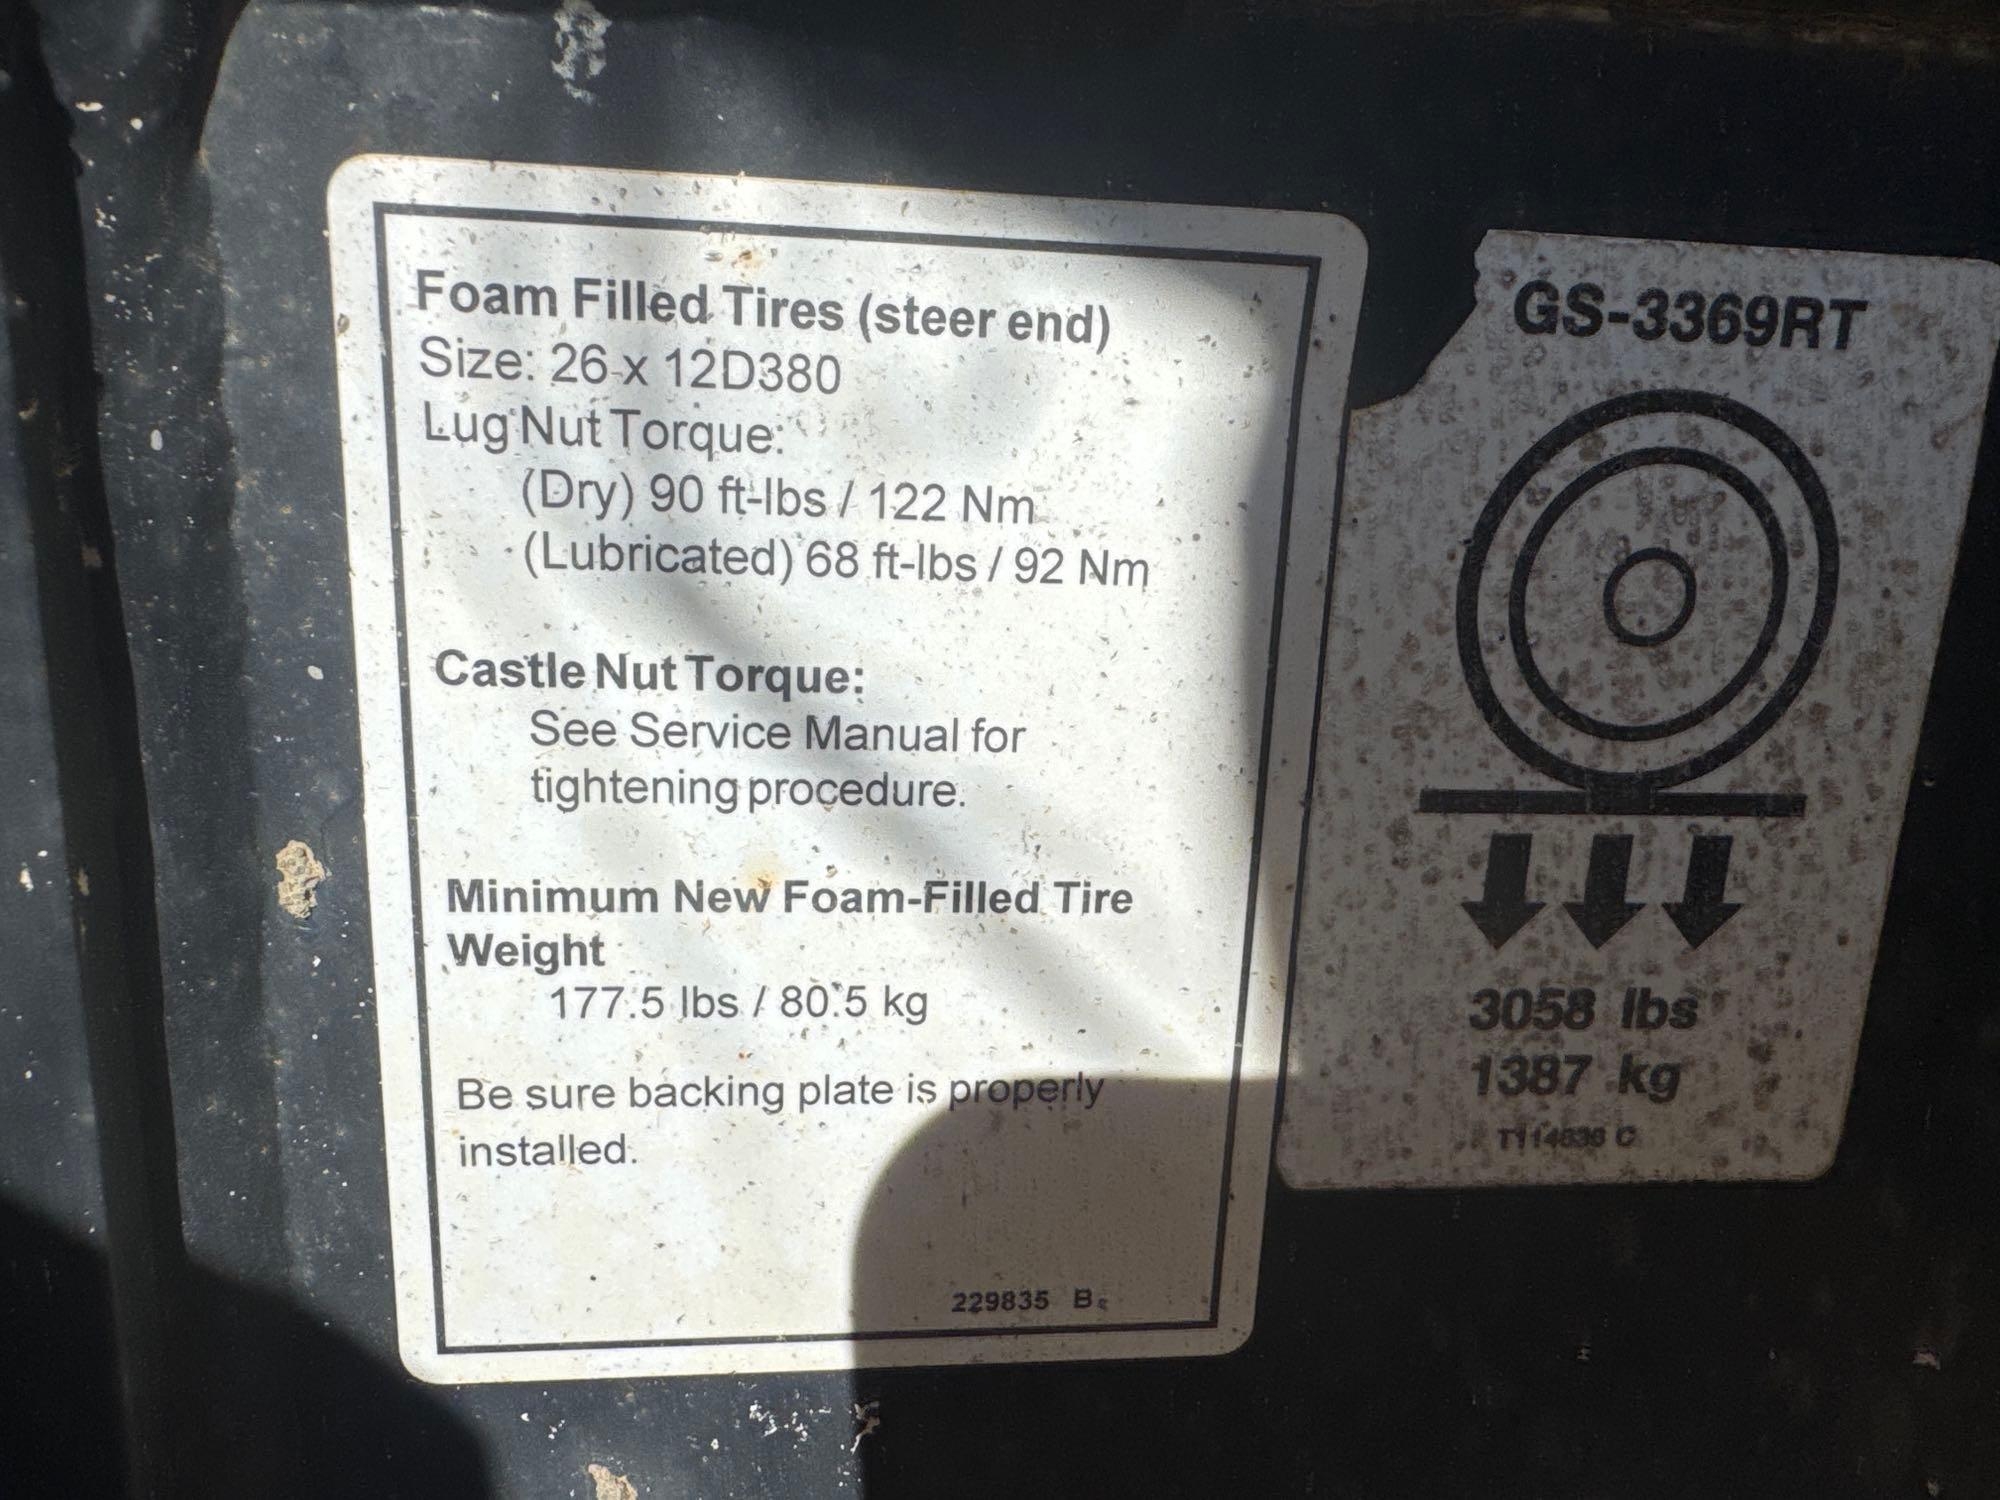 Foam Filled Tires (steer end)
Size: 26 x 12D380
Lug Nut Torque:
(Dry) 90 ft-lbs / 122 Nm
(Lubricated) 68 ft-lbs / 92 Nm
Castle Nut Torque:
See Service Manual for
tightening procedure.
Minimum New Foam-Filled Tire
Weight
177.5 lbs / 80.5 kg
Be sure backing plate is properly
installed.
229835 B
GS-3369RT
3058 lbs
1387 kg